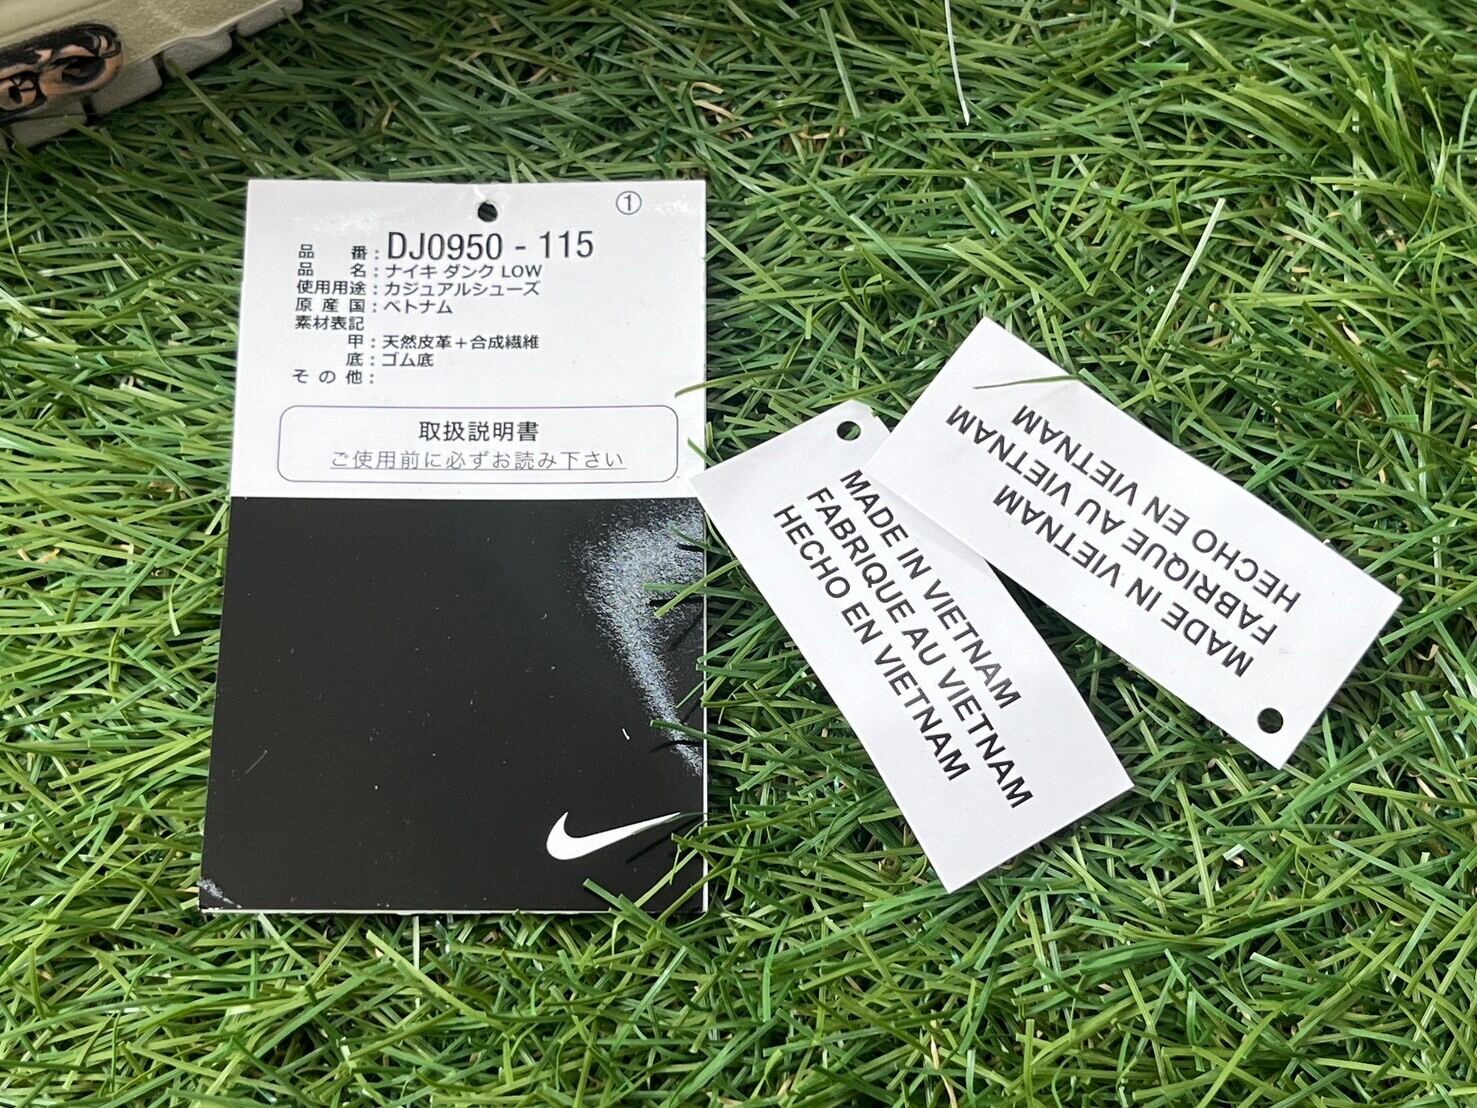 ①
品 番 : DJ0950 - 115
品 名 : ナイキ ダンク LOW
使用用途 : カジュアルシューズ
原 産 国 : ベトナム
素材表記
甲 : 天然皮革＋合成繊維
底 : ゴム底
そ の 他 :
取扱説明書
ご使用前に必ずお読み下さい
MADE IN VIETNAM
FABRIQUE AU VIETNAM
HECHO EN VIETNAM
MADE IN VIETNAM
FABRIQUE AU VIETNAM
HECHO EN VIETNAM